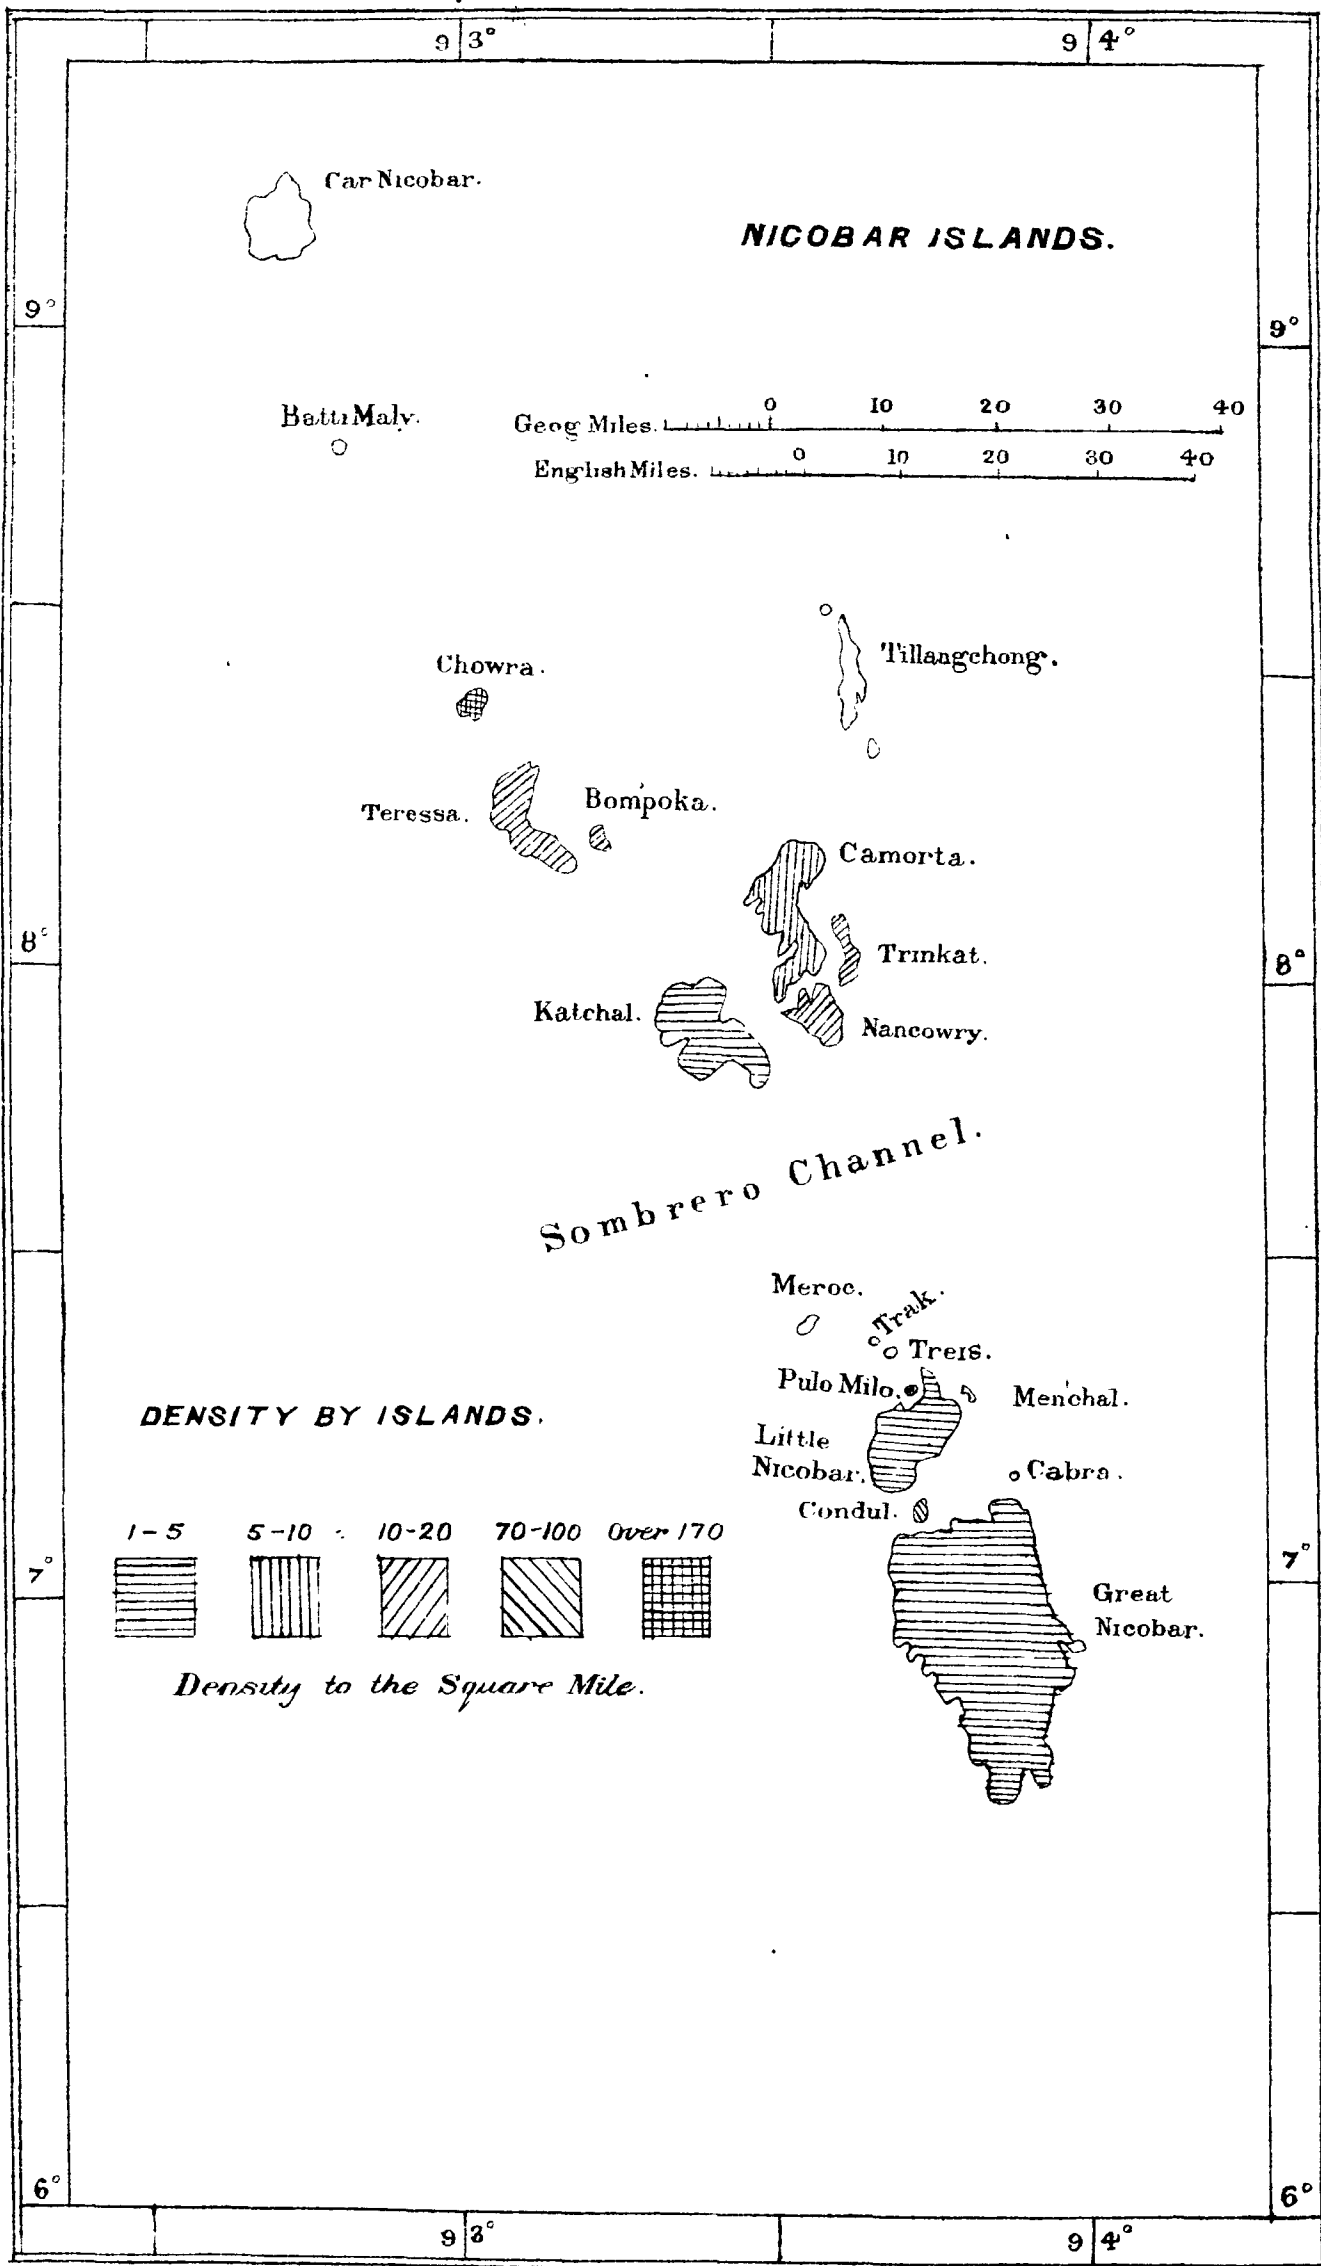 93° 94°
Car Nicobar.
NICOBAR ISLANDS.
9° 9°
Batti Malv.
0 10 20 30 40
Geog Miles.
0 10 20 30 40
English Miles.
Chowra.
Tillangchong.
Teressa.
Bompoka.
Camorta.
8° 8°
Trinkat.
Katchal.
Nancowry.
Sombrero Channel.
Meroe.
Trak.
Treis.
Pulo Milo.
Menchal.
DENSITY BY ISLANDS.
Little
Nicobar.
Cabra.
Condul.
1-5 5-10 10-20 70-100 Over 170
7° 7°
Great
Nicobar.
Density to the Square Mile.
6° 6°
93° 94°